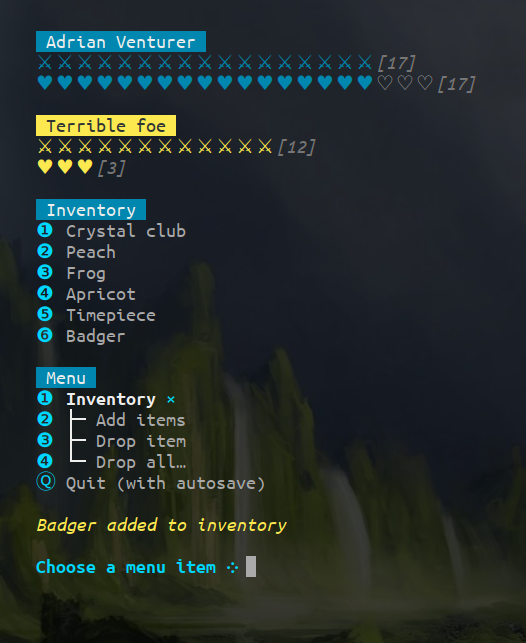 Adrian Venturer
⚔⚔⚔⚔⚔⚔⚔⚔⚔⚔⚔⚔⚔⚔⚔⚔⚔[17]
♥♥♥♥♥♥♥♥♥♥♥♥♥♥♥♥♥♡♡♡[17]
Terrible foe
⚔⚔⚔⚔⚔⚔⚔⚔⚔⚔⚔⚔[12]
♥♥♥[3]
Inventory
❶ Crystal club
❷ Peach
❸ Frog
❹ Apricot
❺ Timepiece
❻ Badger
Menu
❶ Inventory ×
❷ ├─ Add items
❸ ├─ Drop item
❹ └─ Drop all…
Ⓠ Quit (with autosave)
Badger added to inventory
Choose a menu item ⁘